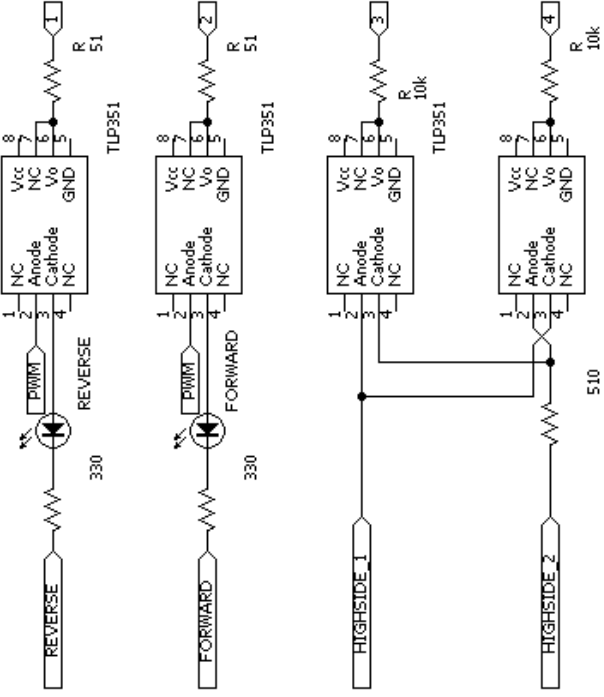 1
2
3
4
R
51
R
51
R
10k
R
10k
TLP351
TLP351
TLP351
8
7
6
5
8
7
6
5
8
7
6
5
8
7
6
5
Vcc
NC
Vo
GND
Vcc
NC
Vo
GND
Vcc
NC
Vo
GND
Vcc
NC
Vo
GND
NC
Anode
Cathode
NC
NC
Anode
Cathode
NC
NC
Anode
Cathode
NC
NC
Anode
Cathode
NC
1
2
3
4
1
2
3
4
1
2
3
4
1
2
3
4
PWM
REVERSE
PWM
FORWARD
510
330
330
REVERSE
FORWARD
HIGHSIDE_1
HIGHSIDE_2